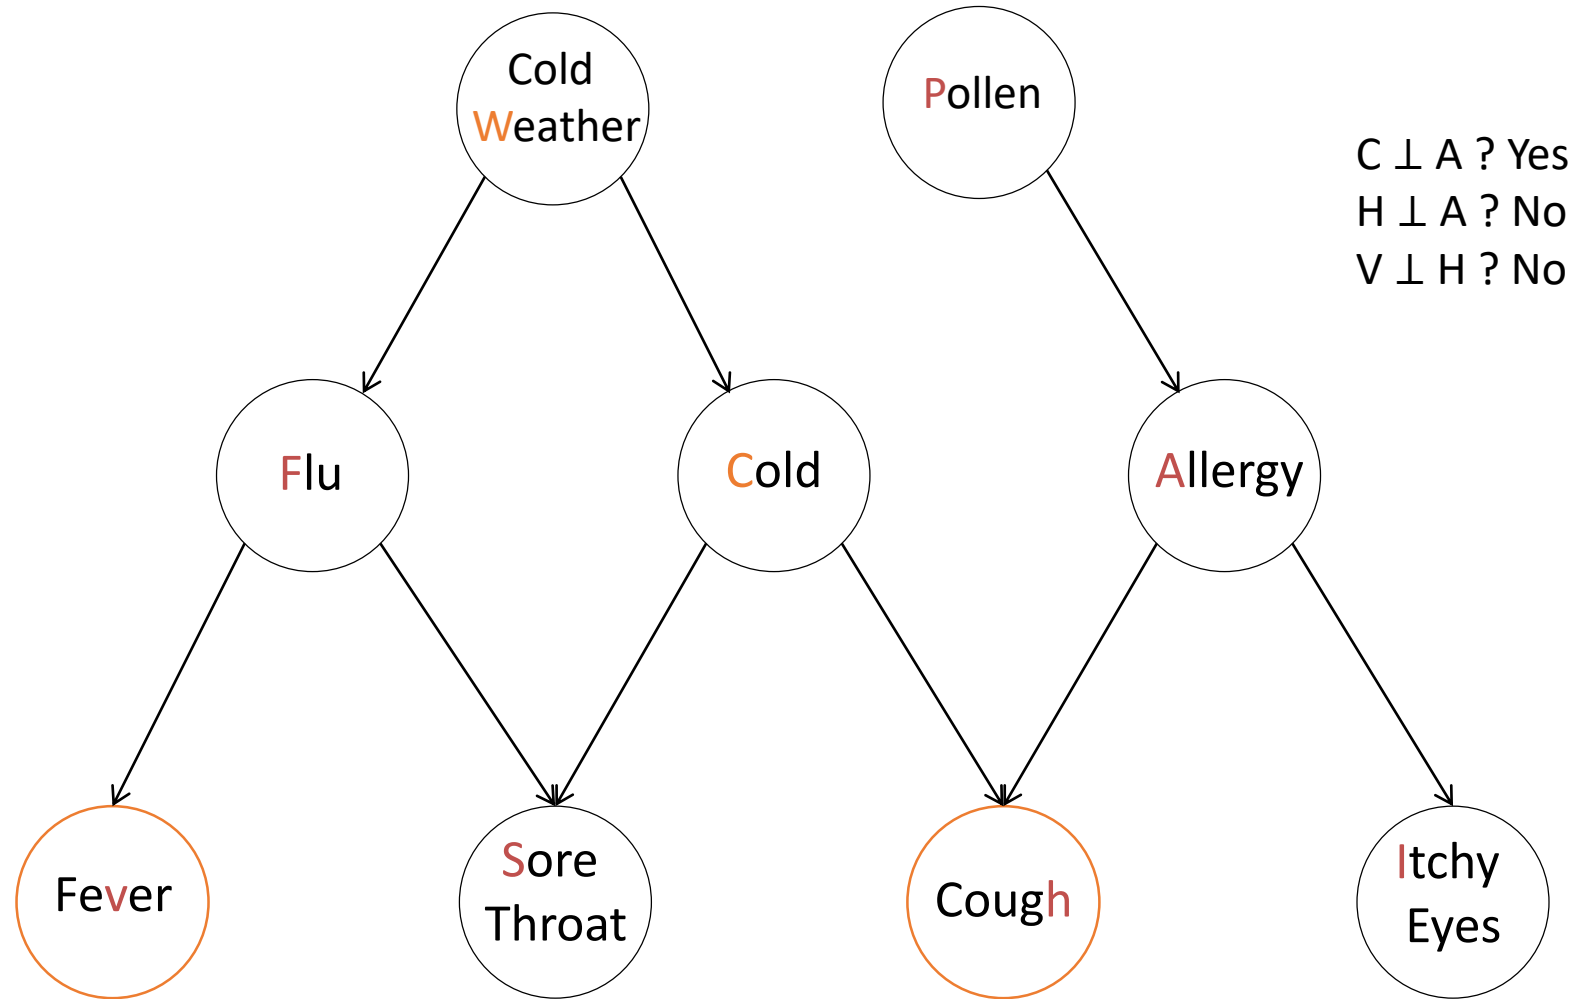 Cold
Weather
Pollen
C ⊥ A ? Yes
H ⊥ A ? No
V ⊥ H ? No
Flu
Cold
Allergy
Fever
Sore
Throat
Cough
Itchy
Eyes